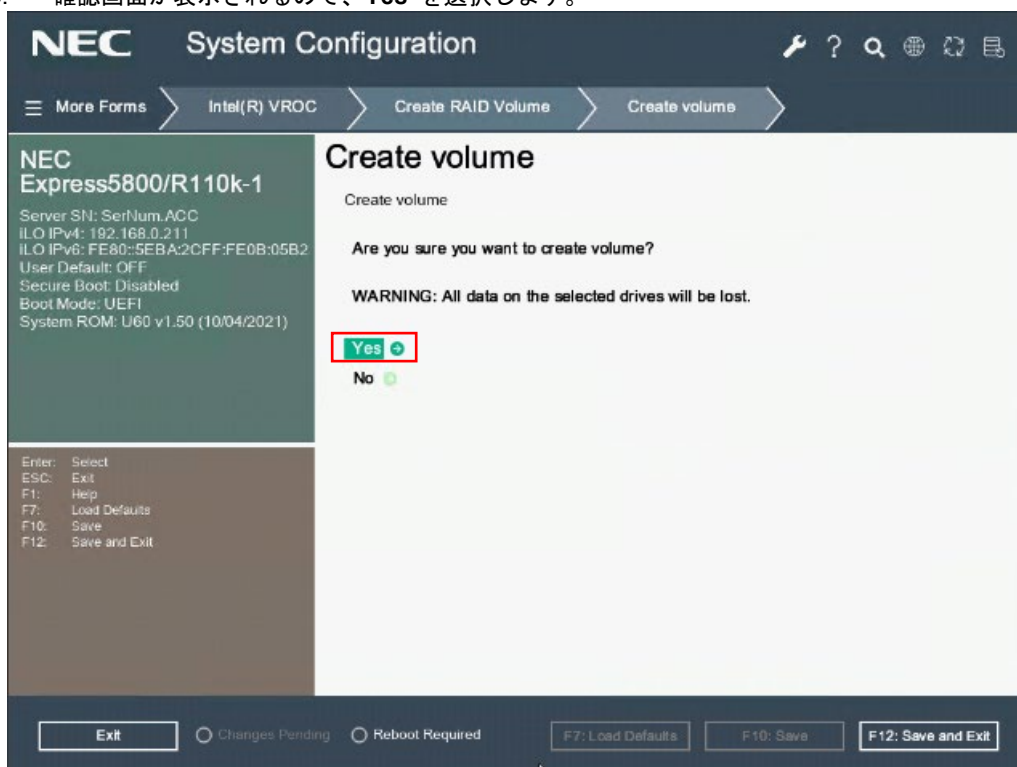 確認画面が表示されるので、"Yes"を選択します。
NEC System Configuration
More Forms Intel(R) VROC Create RAID Volume Create volume
NEC
Express5800/R110k-1
Server SN: SerNum.ACC
iLO IPv4: 192.168.0.211
iLO IPv6: FE80::5EBA:2CFF:FE0B:05B2
User Default: OFF
Secure Boot: Disabled
Boot Mode: UEFI
System ROM: U60 v1.50 (10/04/2021)
Create volume
Create volume
Are you sure you want to create volume?
WARNING: All data on the selected drives will be lost.
Yes
No
Enter: Select
ESC: Exit
F1: Help
F7: Load Defaults
F10: Save
F12: Save and Exit
Exit Changes Pending Reboot Required F7: Load Defaults F10: Save F12: Save and Exit